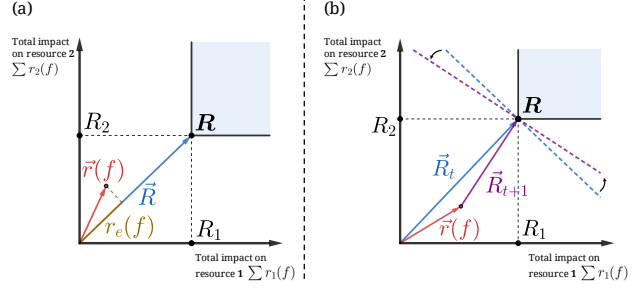 (a)
Total impact
on resource 2
∑ r₂(f)
R₂
R
r⃗(f)
R⃗
rₑ(f)
R₁
Total impact on
resource 1 ∑ r₁(f)
(b)
Total impact
on resource 2
∑ r₂(f)
R
R₂
R⃗ₜ
R⃗ₜ₊₁
r⃗(f)
R₁
Total impact on
resource 1 ∑ r₁(f)